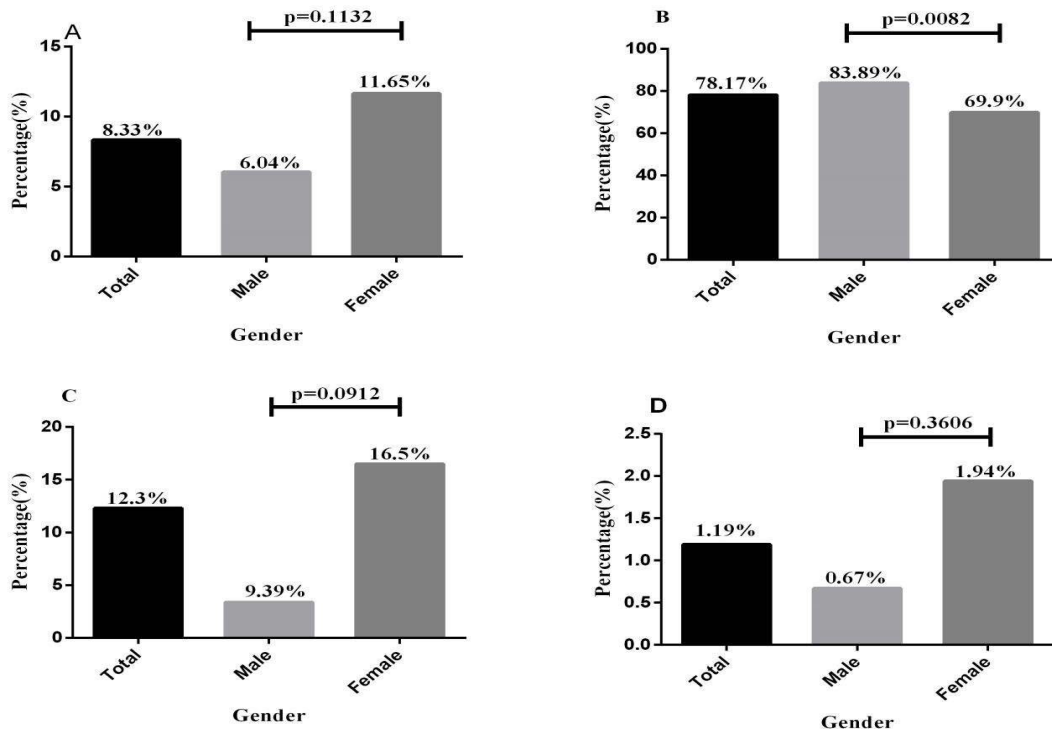 A
p=0.1132
Percentage(%)
15
10
5
0
8.33%
6.04%
11.65%
Total
Male
Female
Gender
B
p=0.0082
Percentage(%)
100
80
60
40
20
0
78.17%
83.89%
69.9%
Total
Male
Female
Gender
C
p=0.0912
Percentage(%)
20
15
10
5
0
12.3%
9.39%
16.5%
Total
Male
Female
Gender
D
p=0.3606
Percentage(%)
2.5
2.0
1.5
1.0
0.5
0.0
1.19%
0.67%
1.94%
Total
Male
Female
Gender